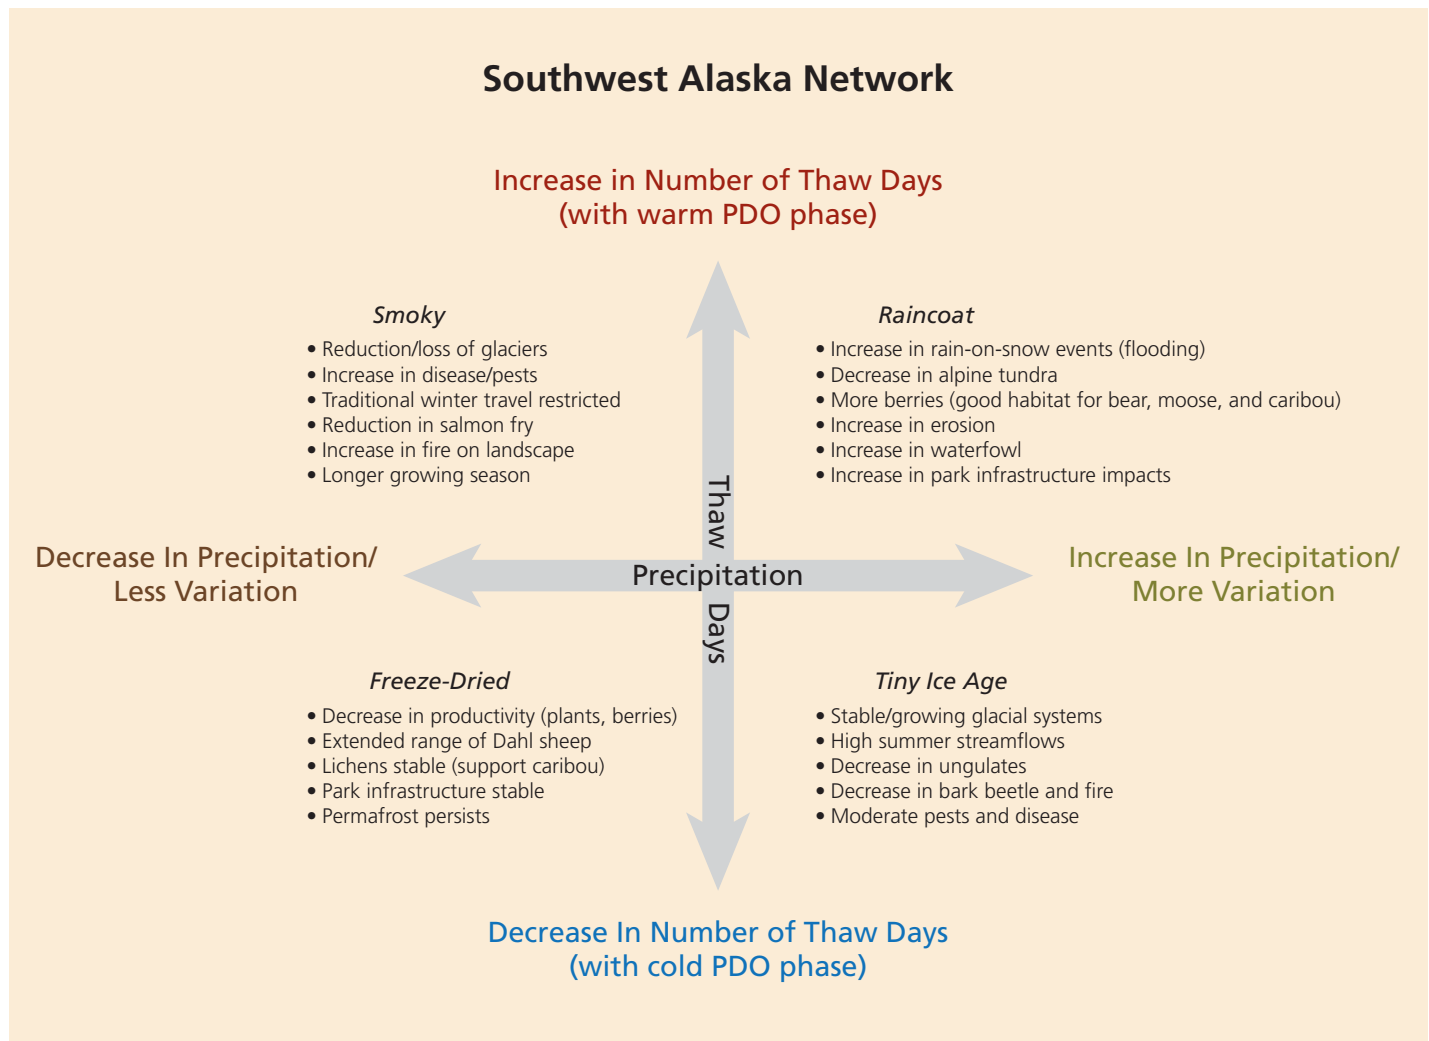 Southwest Alaska Network
Increase in Number of Thaw Days
(with warm PDO phase)
Smoky
• Reduction/loss of glaciers
• Increase in disease/pests
• Traditional winter travel restricted
• Reduction in salmon fry
• Increase in fire on landscape
• Longer growing season
Raincoat
• Increase in rain-on-snow events (flooding)
• Decrease in alpine tundra
• More berries (good habitat for bear, moose, and caribou)
• Increase in erosion
• Increase in waterfowl
• Increase in park infrastructure impacts
Decrease In Precipitation/
Less Variation
Thaw Days
Precipitation
Increase In Precipitation/
More Variation
Freeze-Dried
• Decrease in productivity (plants, berries)
• Extended range of Dahl sheep
• Lichens stable (support caribou)
• Park infrastructure stable
• Permafrost persists
Tiny Ice Age
• Stable/growing glacial systems
• High summer streamflows
• Decrease in ungulates
• Decrease in bark beetle and fire
• Moderate pests and disease
Decrease In Number of Thaw Days
(with cold PDO phase)